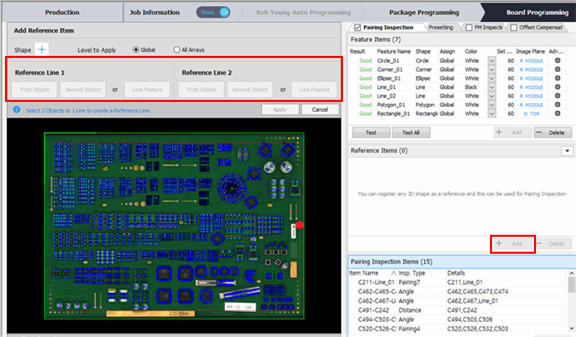 Production
Job Information
Done
Koh Young Auto Programming
Package Programming
Board Programming
Add Reference Item
Shape
Level to Apply
Global
All Arrays
Reference Line 1
Reference Line 2
First Object
Second Object
or
Line Feature
First Object
Second Object
or
Line Feature
Select 2 Objects or 1 Line to create a Reference Line.
Apply
Cancel
Pairing Inspection
Presetting
FM Inspecti
Offset Compensat
Feature Items (7)
Result Feature Name Shape Assign Color Set ... Image Plane Adv
Good Circle_01 Circle Global White 60 R MIDDLE
Good Corner_01 Corner Global White 60 R MIDDLE
Good Ellipse_01 Ellipse Global White 60 R MIDDLE
Good Line_01 Line Global Black 60 R MIDDLE
Good Line_02 Line Global White 60 R MIDDLE
Good Polygon_01 Polygon Global White 60 R MIDDLE
Good Rectangle_01 Rectangle Global White 60 G TOP
Test
Test All
Add
Delete
Reference Items (0)
You can register any 3D shape as a reference and this can be used for Pairing Inspection
Add
Delete
Pairing Inspection Items (15)
Item Name Insp. Type Details
C211-Line_01 Pairing7 C211,Line_01
C462-C465-C4 Angle C462,C465,C473,C474
C462-C467-Li Angle C462,C467,Line_01
C491-C242 Distance C491,C242
C494-C503-C5 Angle C494,C503,C506
C520-C526-C5 Pairing4 C520,C526,C532,C503